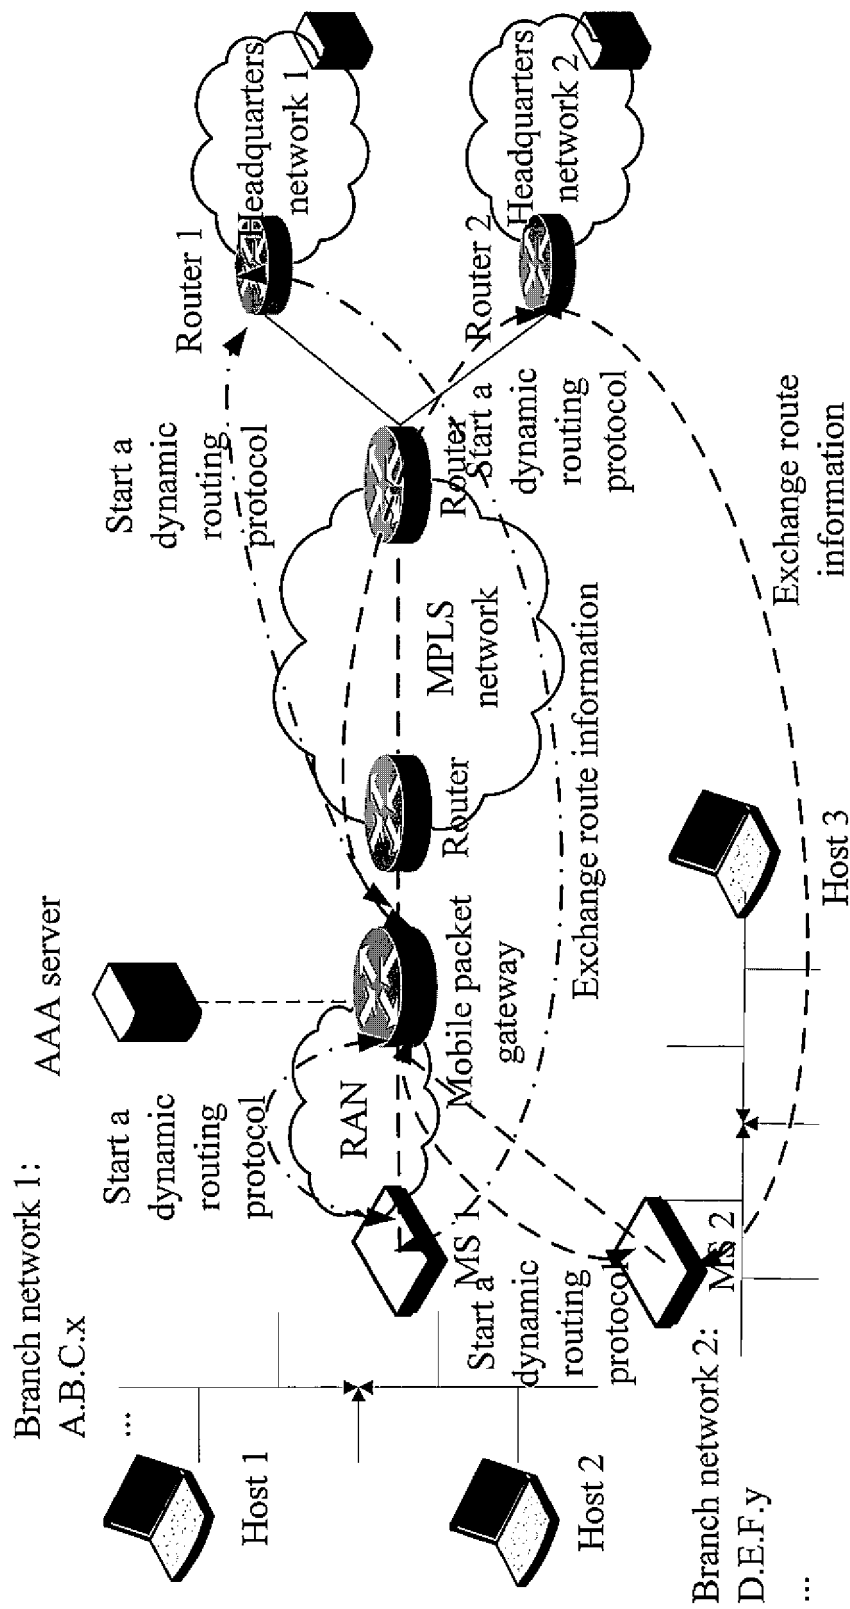 Branch network 1:
A.B.C.x
...
Host 1
Host 2
Start a
dynamic
routing
protocol
AAA server
RAN
MS 1
Mobile packet
gateway
Start a
dynamic
routing
protocol
Branch network 2:
D.E.F.y
...
MS 2
Host 3
Router
MPLS
network
Router
Exchange route information
Exchange route
information
Start a
dynamic
routing
protocol
Router 1
Headquarters
network 1
Start a
dynamic
routing
protocol
Router 2
Headquarters
network 2